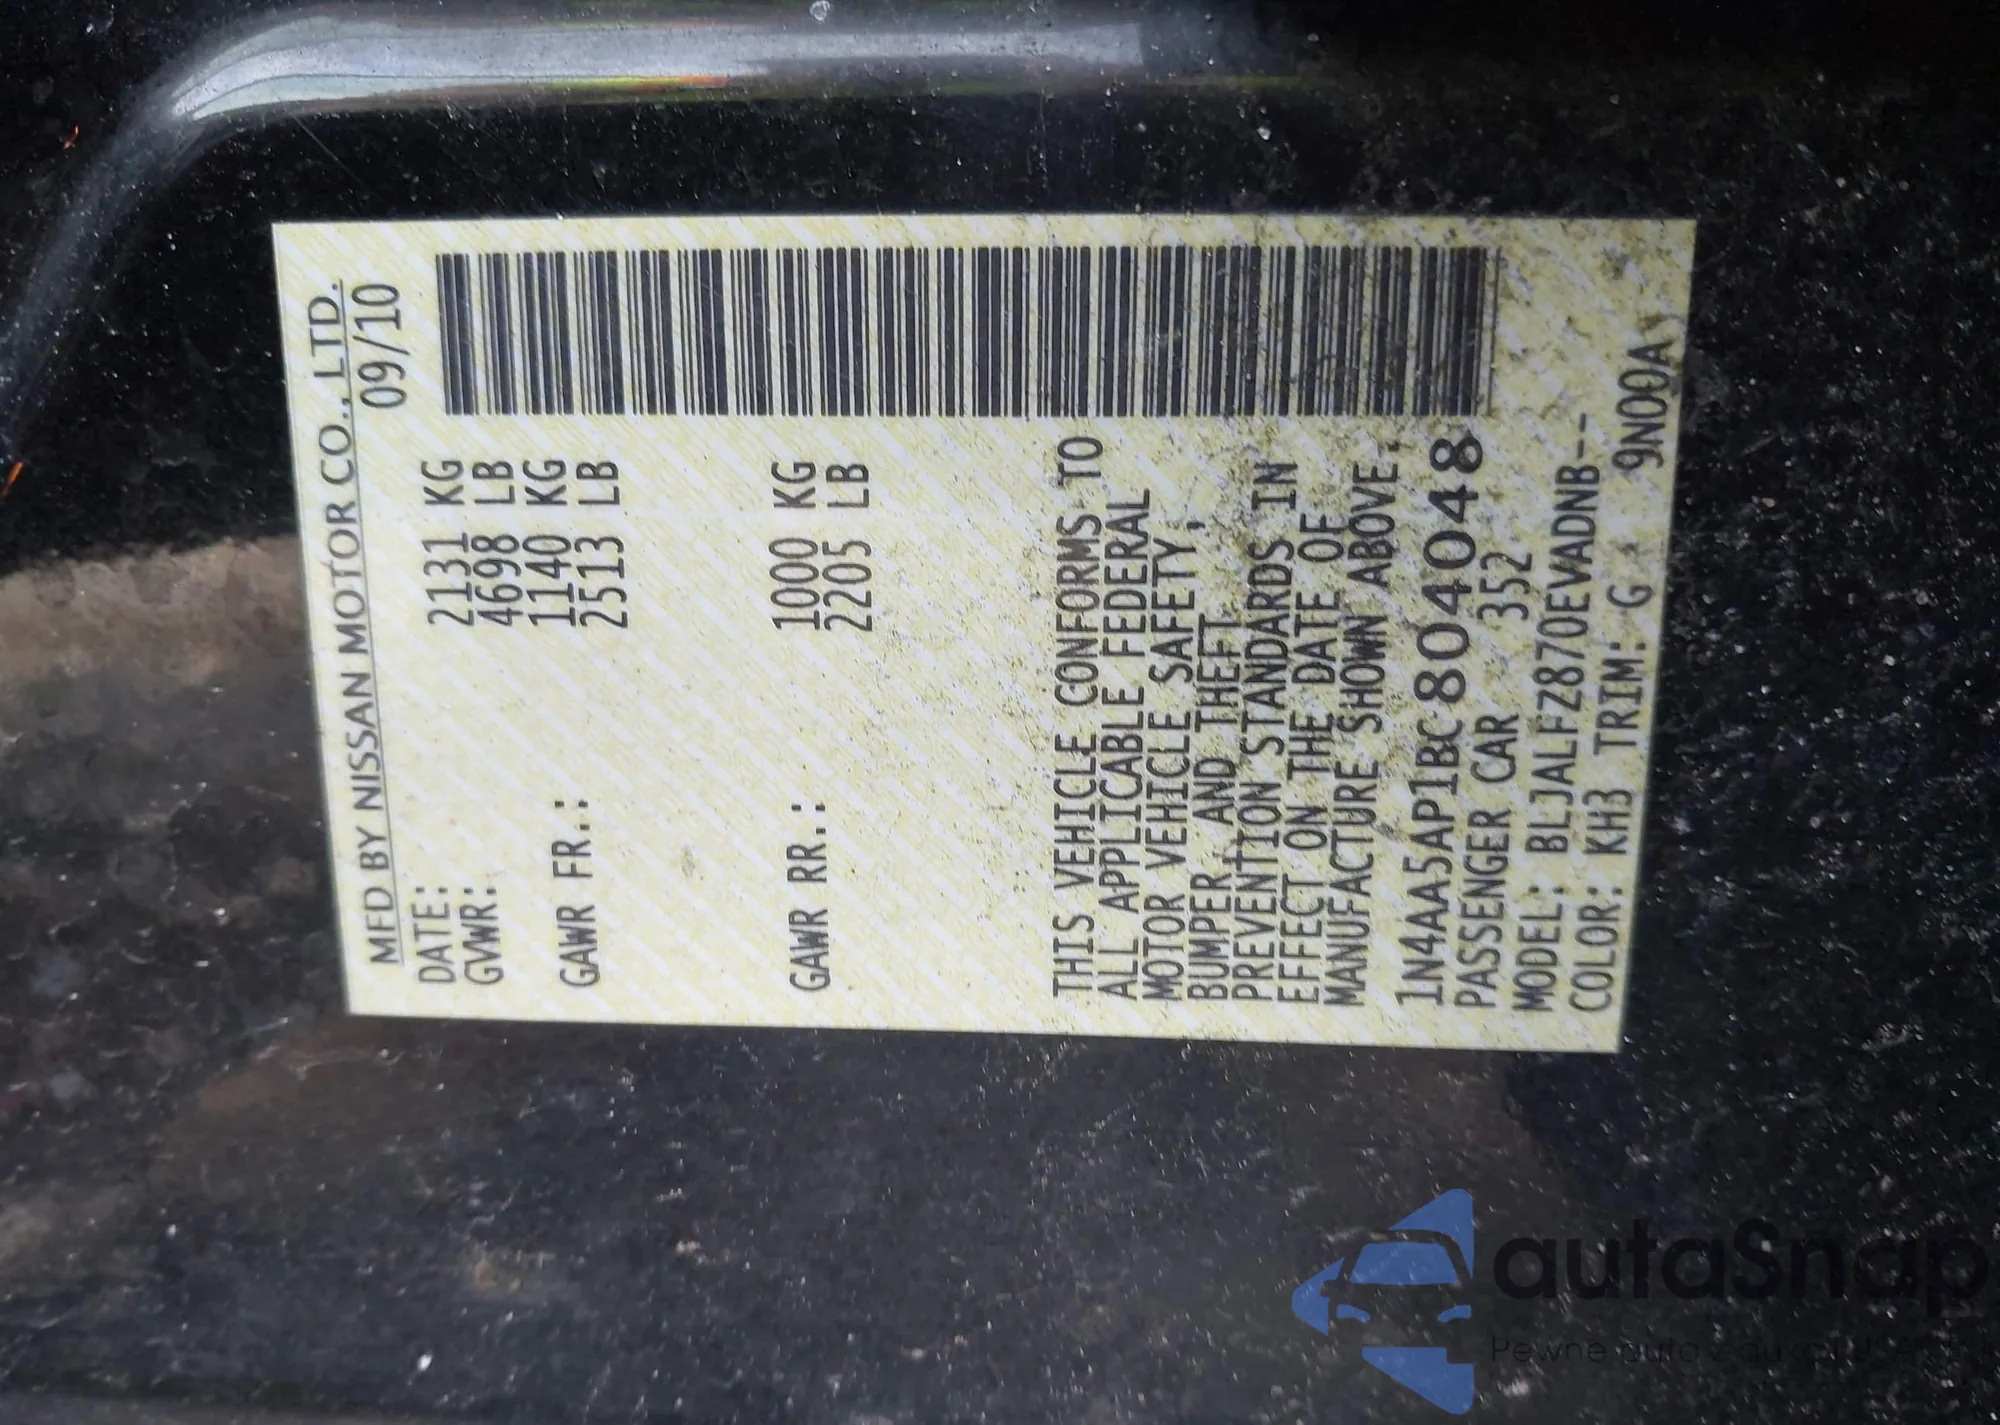 MFD BY NISSAN MOTOR CO., LTD.
DATE: 09/10
GVWR: 2131 KG
4698 LB
GAWR FR.: 1140 KG
2513 LB
GAWR RR.: 1000 KG
2205 LB
THIS VEHICLE CONFORMS TO
ALL APPLICABLE FEDERAL
MOTOR VEHICLE SAFETY,
BUMPER, AND THEFT
PREVENTION STANDARDS IN
EFFECT ON THE DATE OF
MANUFACTURE SHOWN ABOVE.
1N4AA5AP1BC804048
PASSENGER CAR 352
MODEL: BLJALFZ870EVADNB--
COLOR: KH3 TRIM: G 9N00A
autaSnap
Pewne auta z